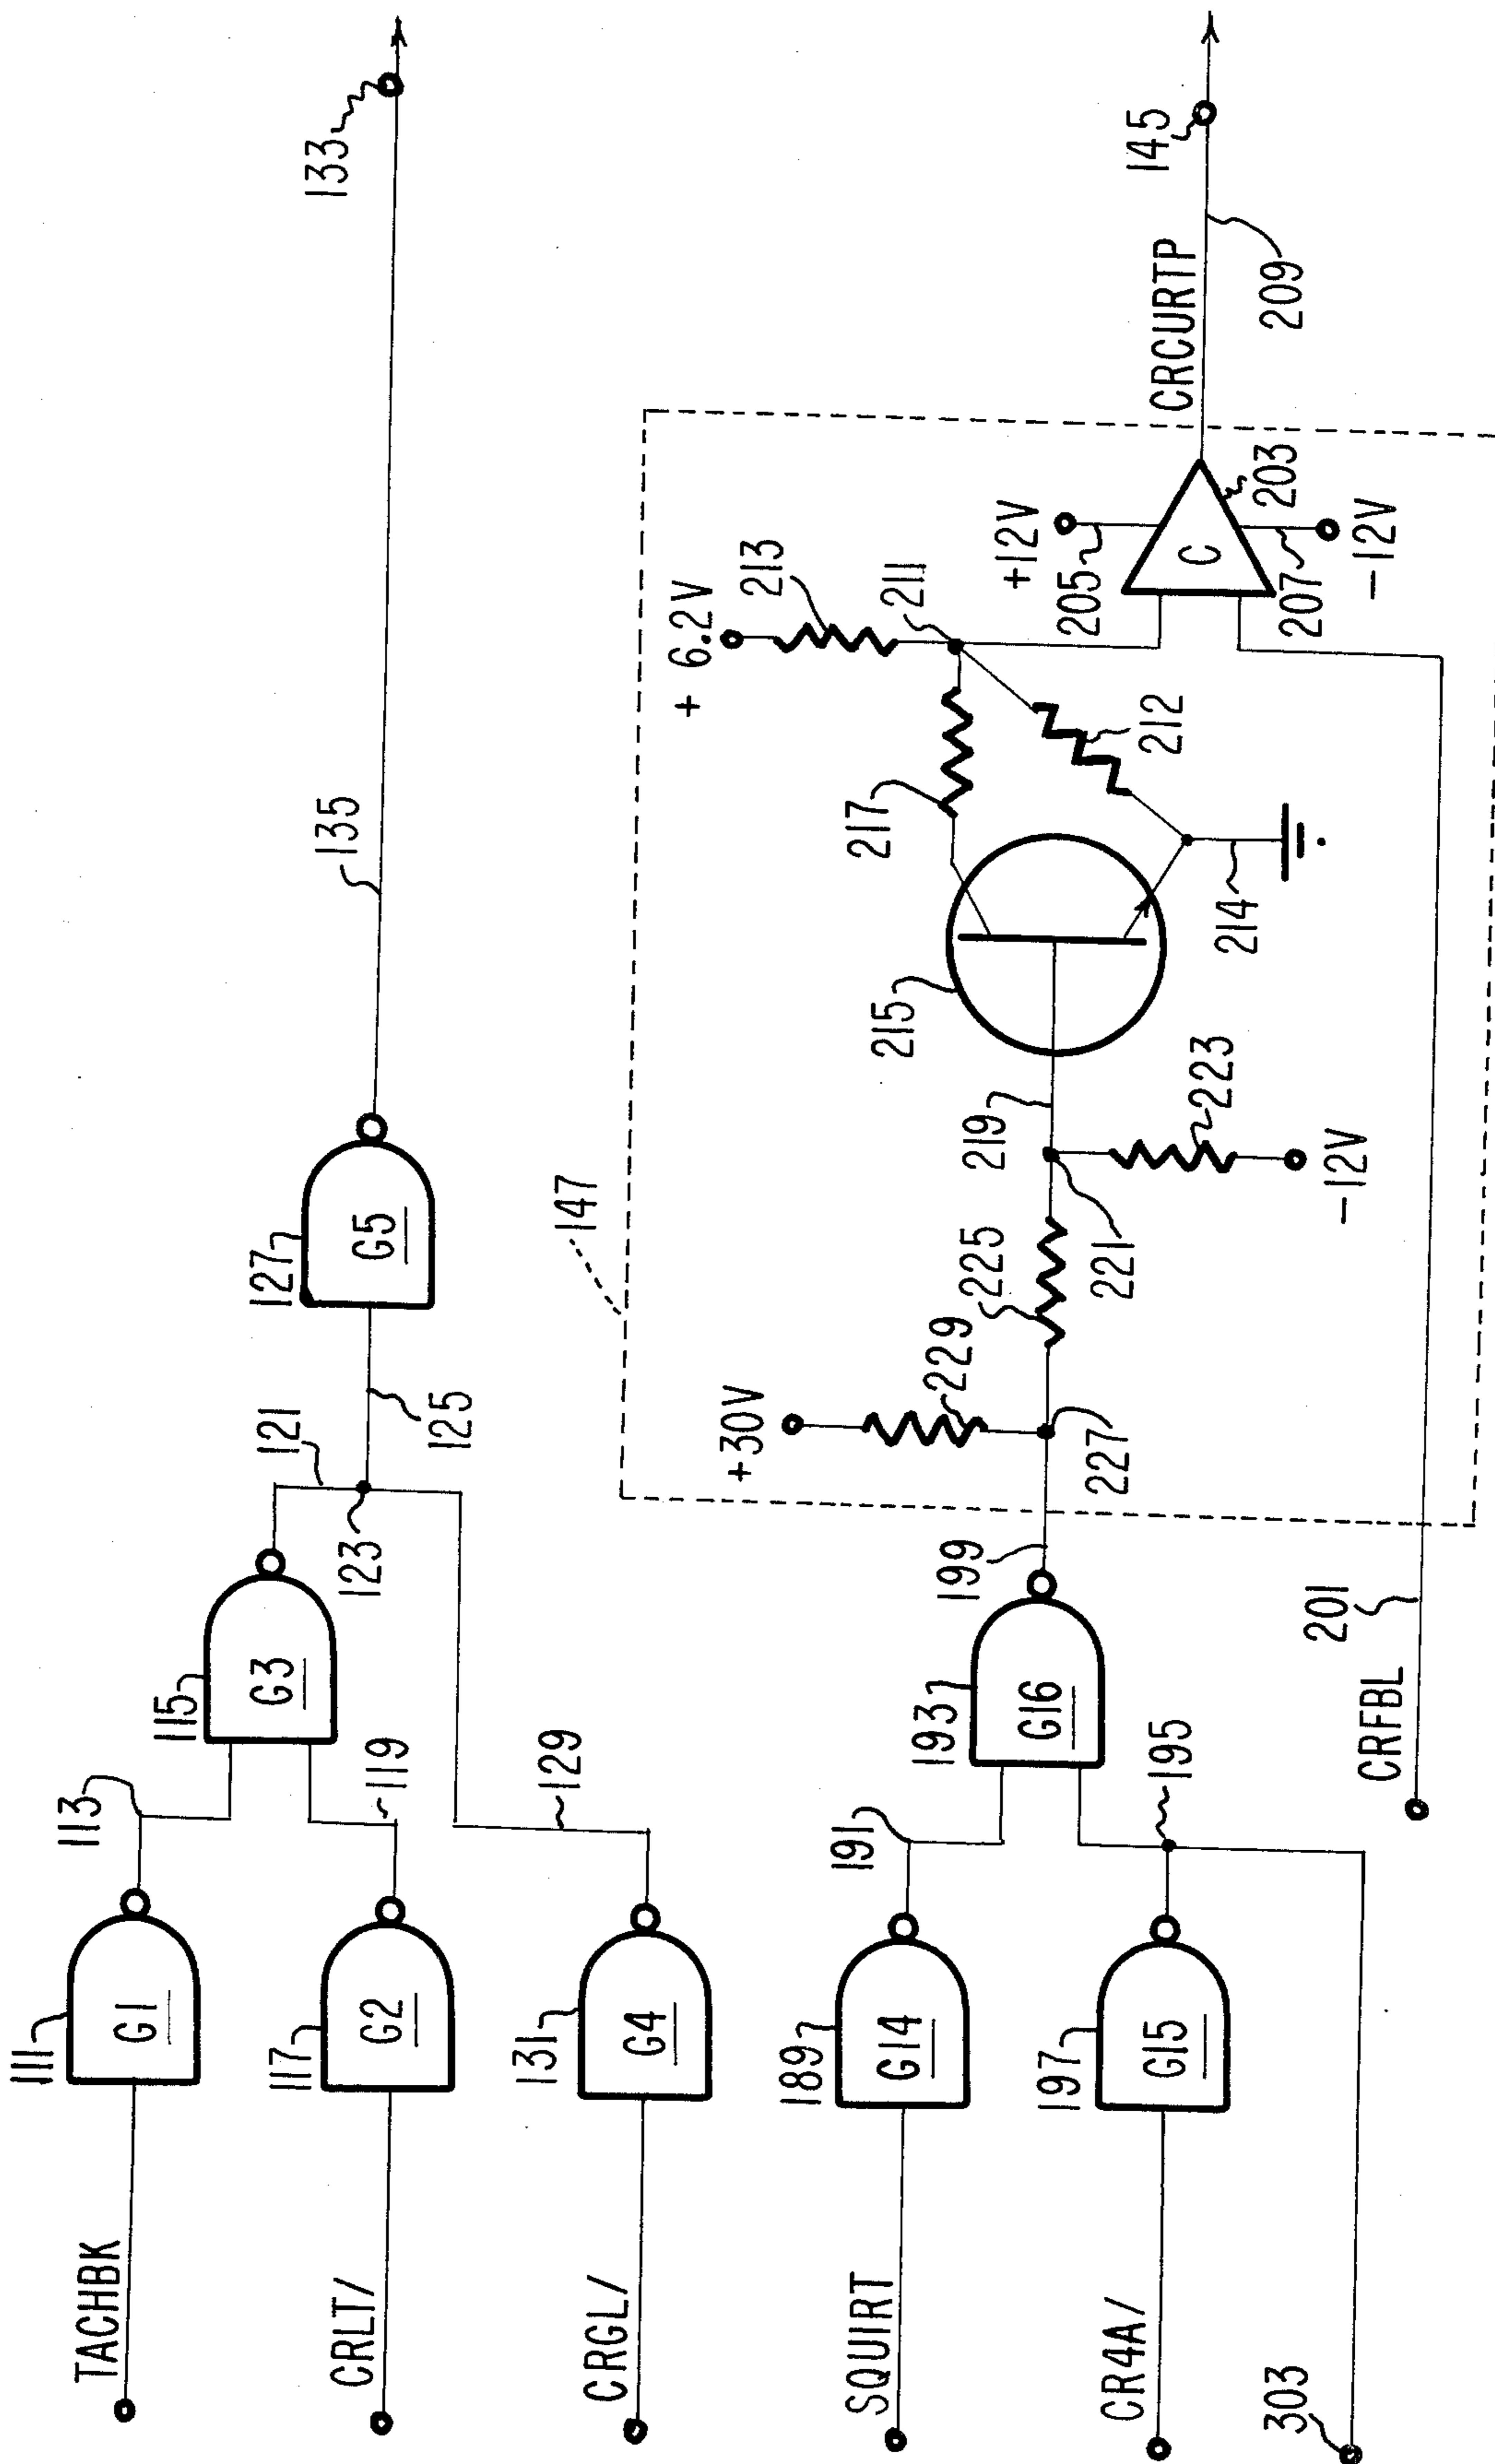 TACHBK
111
G1
113
CRLT/
117
G2
119
115
G3
121
123
125
127
G5
135
133
CRGL/
131
G4
129
SQUIRT
189
G14
191
CR4A/
197
G15
195
303
193
G16
199
CRFBL
201
147
+30V
229
227
225
221
219
223
-12V
215
217
+ 6.2V
213
211
212
214
+12V
205
C
203
207
-12V
CRCURTP
209
145